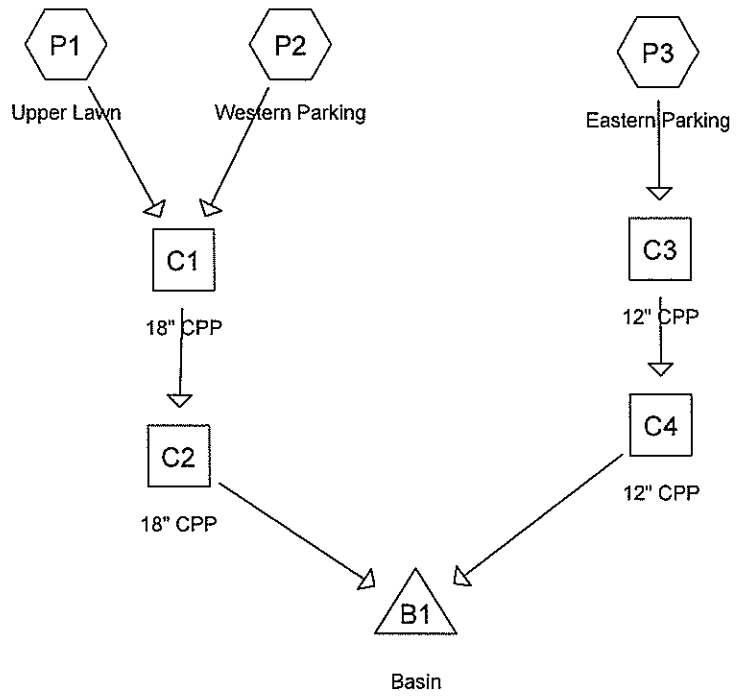 P1
P2
P3
Upper Lawn
Western Parking
Eastern Parking
C1
C3
18" CPP
12" CPP
C2
C4
18" CPP
12" CPP
B1
Basin